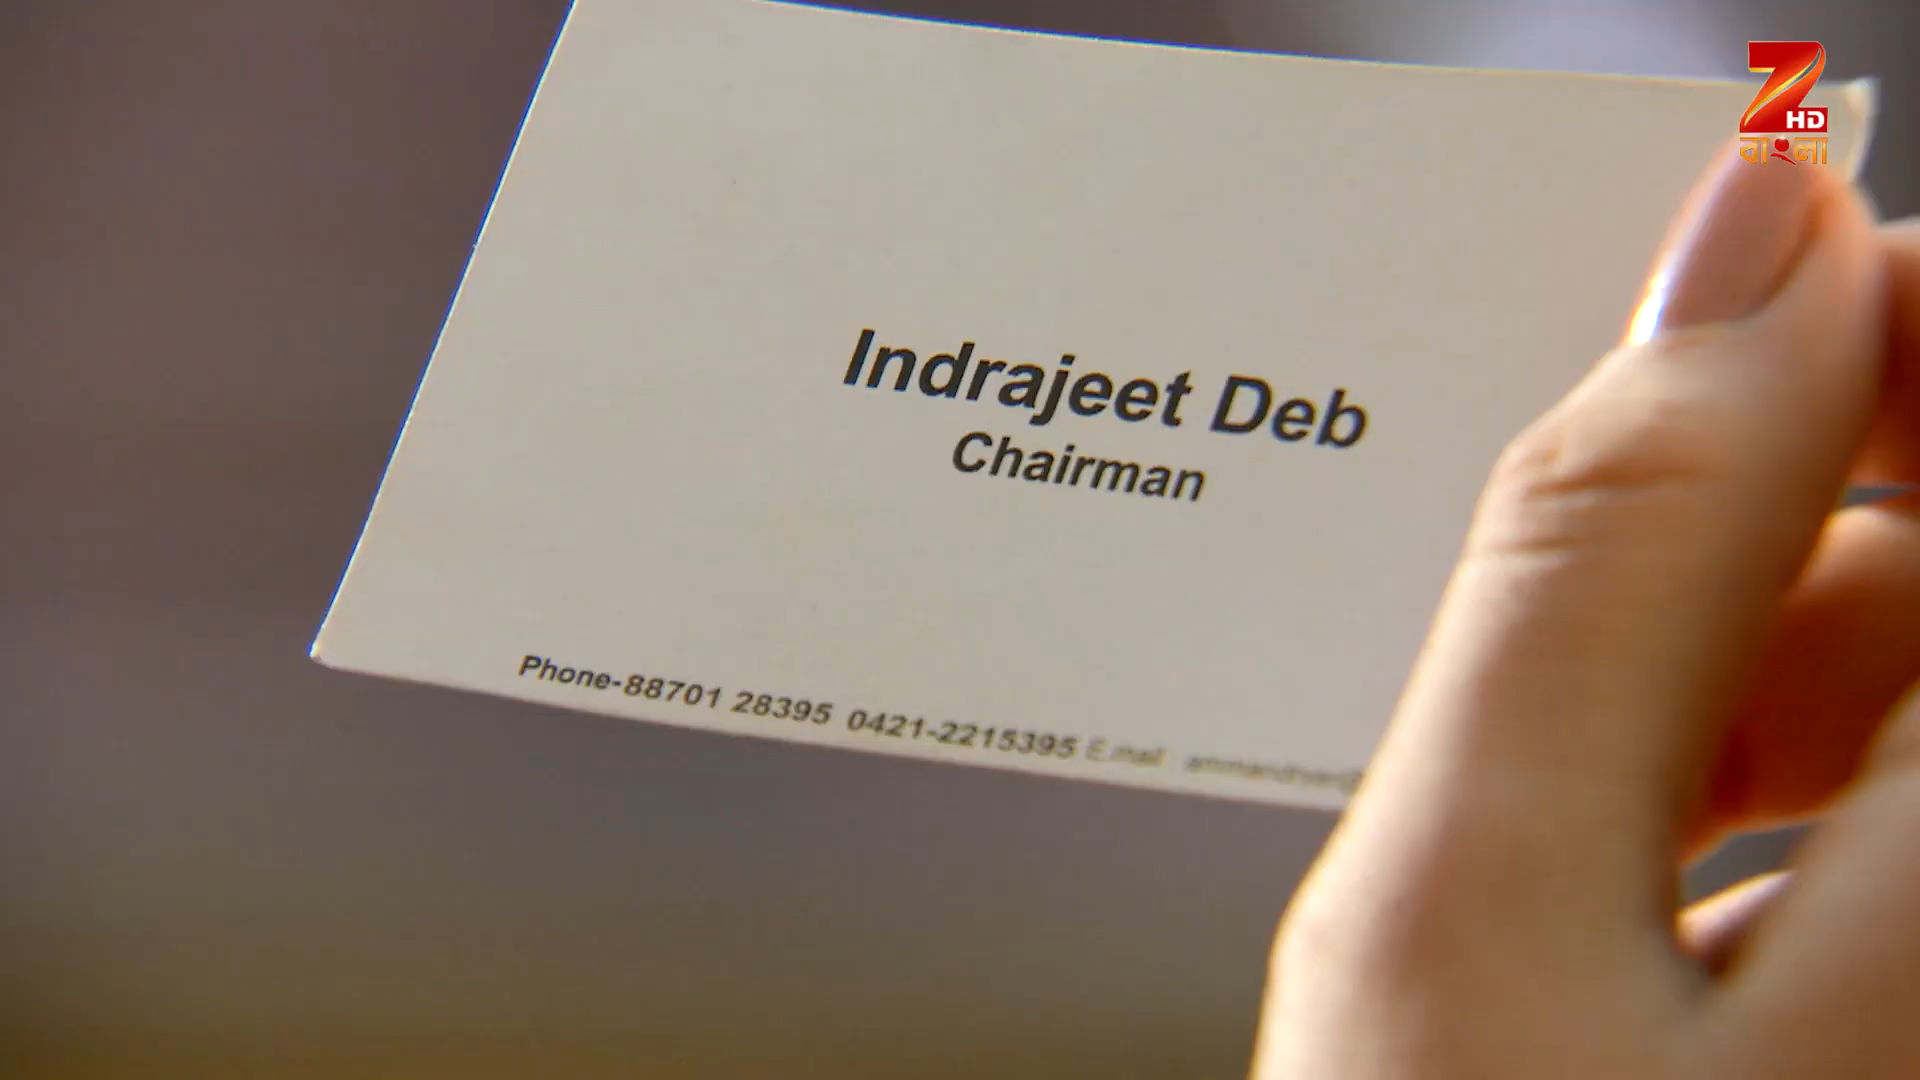 Z HD
বাংলা
Indrajeet Deb
Chairman
Phone-88701 28395 0421-2215395 E.mail